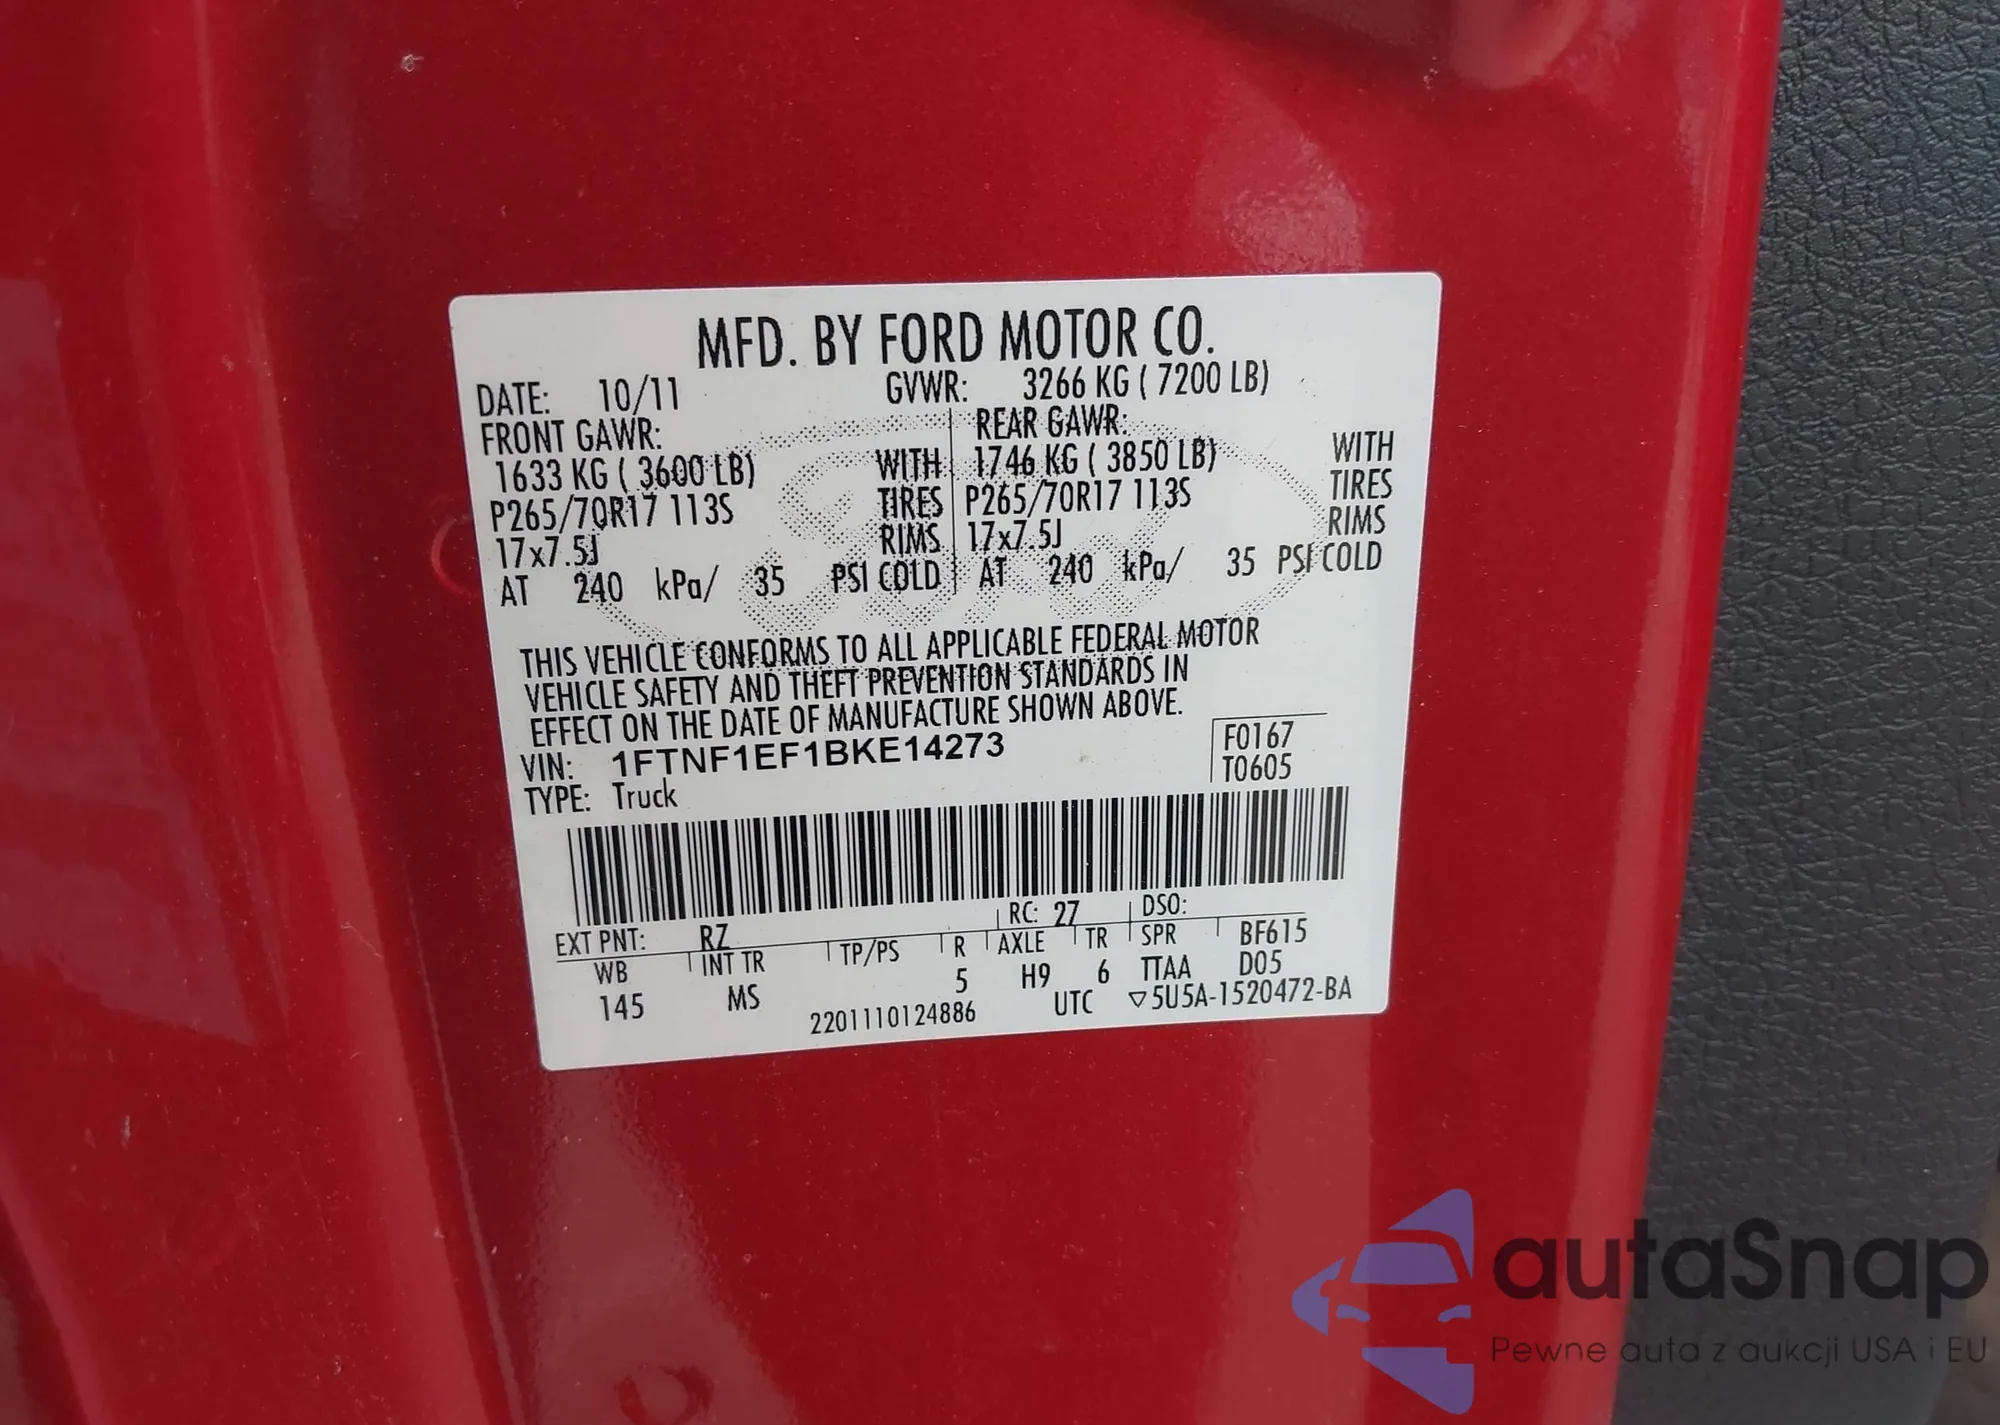 MFD. BY FORD MOTOR CO.
DATE: 10/11 GVWR: 3266 KG ( 7200 LB)
FRONT GAWR: REAR GAWR:
1633 KG ( 3600 LB) WITH 1746 KG ( 3850 LB) WITH
P265/70R17 113S TIRES P265/70R17 113S TIRES
17x7.5J RIMS 17x7.5J RIMS
AT 240 kPa/ 35 PSI COLD AT 240 kPa/ 35 PSI COLD
THIS VEHICLE CONFORMS TO ALL APPLICABLE FEDERAL MOTOR
VEHICLE SAFETY AND THEFT PREVENTION STANDARDS IN
EFFECT ON THE DATE OF MANUFACTURE SHOWN ABOVE.
VIN: 1FTNF1EF1BKE14273 F0167
TYPE: Truck T0605
EXT PNT: RZ RC: 27 DSO:
WB INT TR TP/PS R AXLE TR SPR BF615
145 MS 5 H9 6 TTAA D05
2201110124886 UTC ▽5U5A-1520472-BA
autaSnap
Pewne auta z aukcji USA i EU